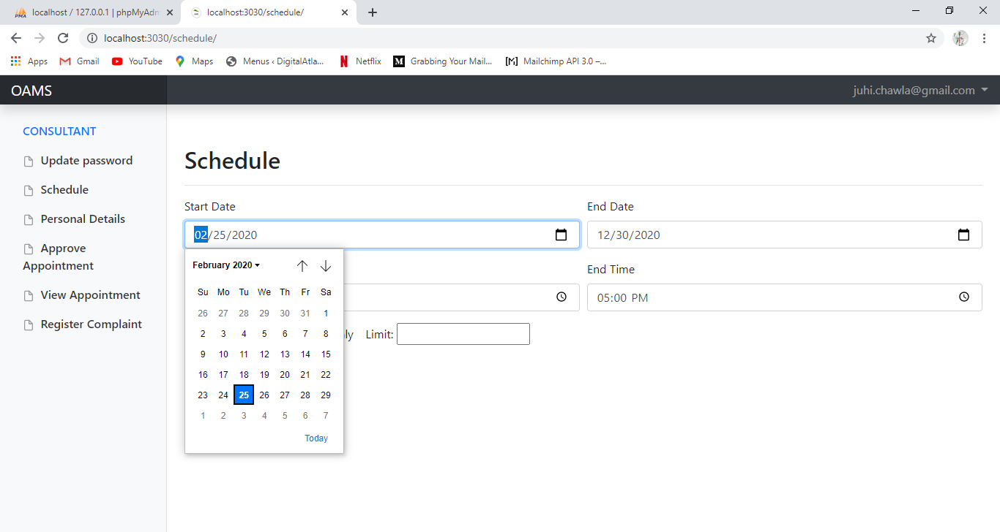 PMA localhost / 127.0.0.1 | phpMyAdm
localhost:3030/schedule/
localhost:3030/schedule/
Apps Gmail YouTube Maps Menus ‹ DigitalAtla... Netflix Grabbing Your Mail... Mailchimp API 3.0 –...
OAMS juhi.chawla@gmail.com
CONSULTANT
Update password
Schedule
Personal Details
Approve
Appointment
View Appointment
Register Complaint
Schedule
Start Date End Date
02/25/2020 12/30/2020
End Time
05:00 PM
Limit:
February 2020
Su Mo Tu We Th Fr Sa
26 27 28 29 30 31 1
2 3 4 5 6 7 8
9 10 11 12 13 14 15
16 17 18 19 20 21 22
23 24 25 26 27 28 29
1 2 3 4 5 6 7
Today